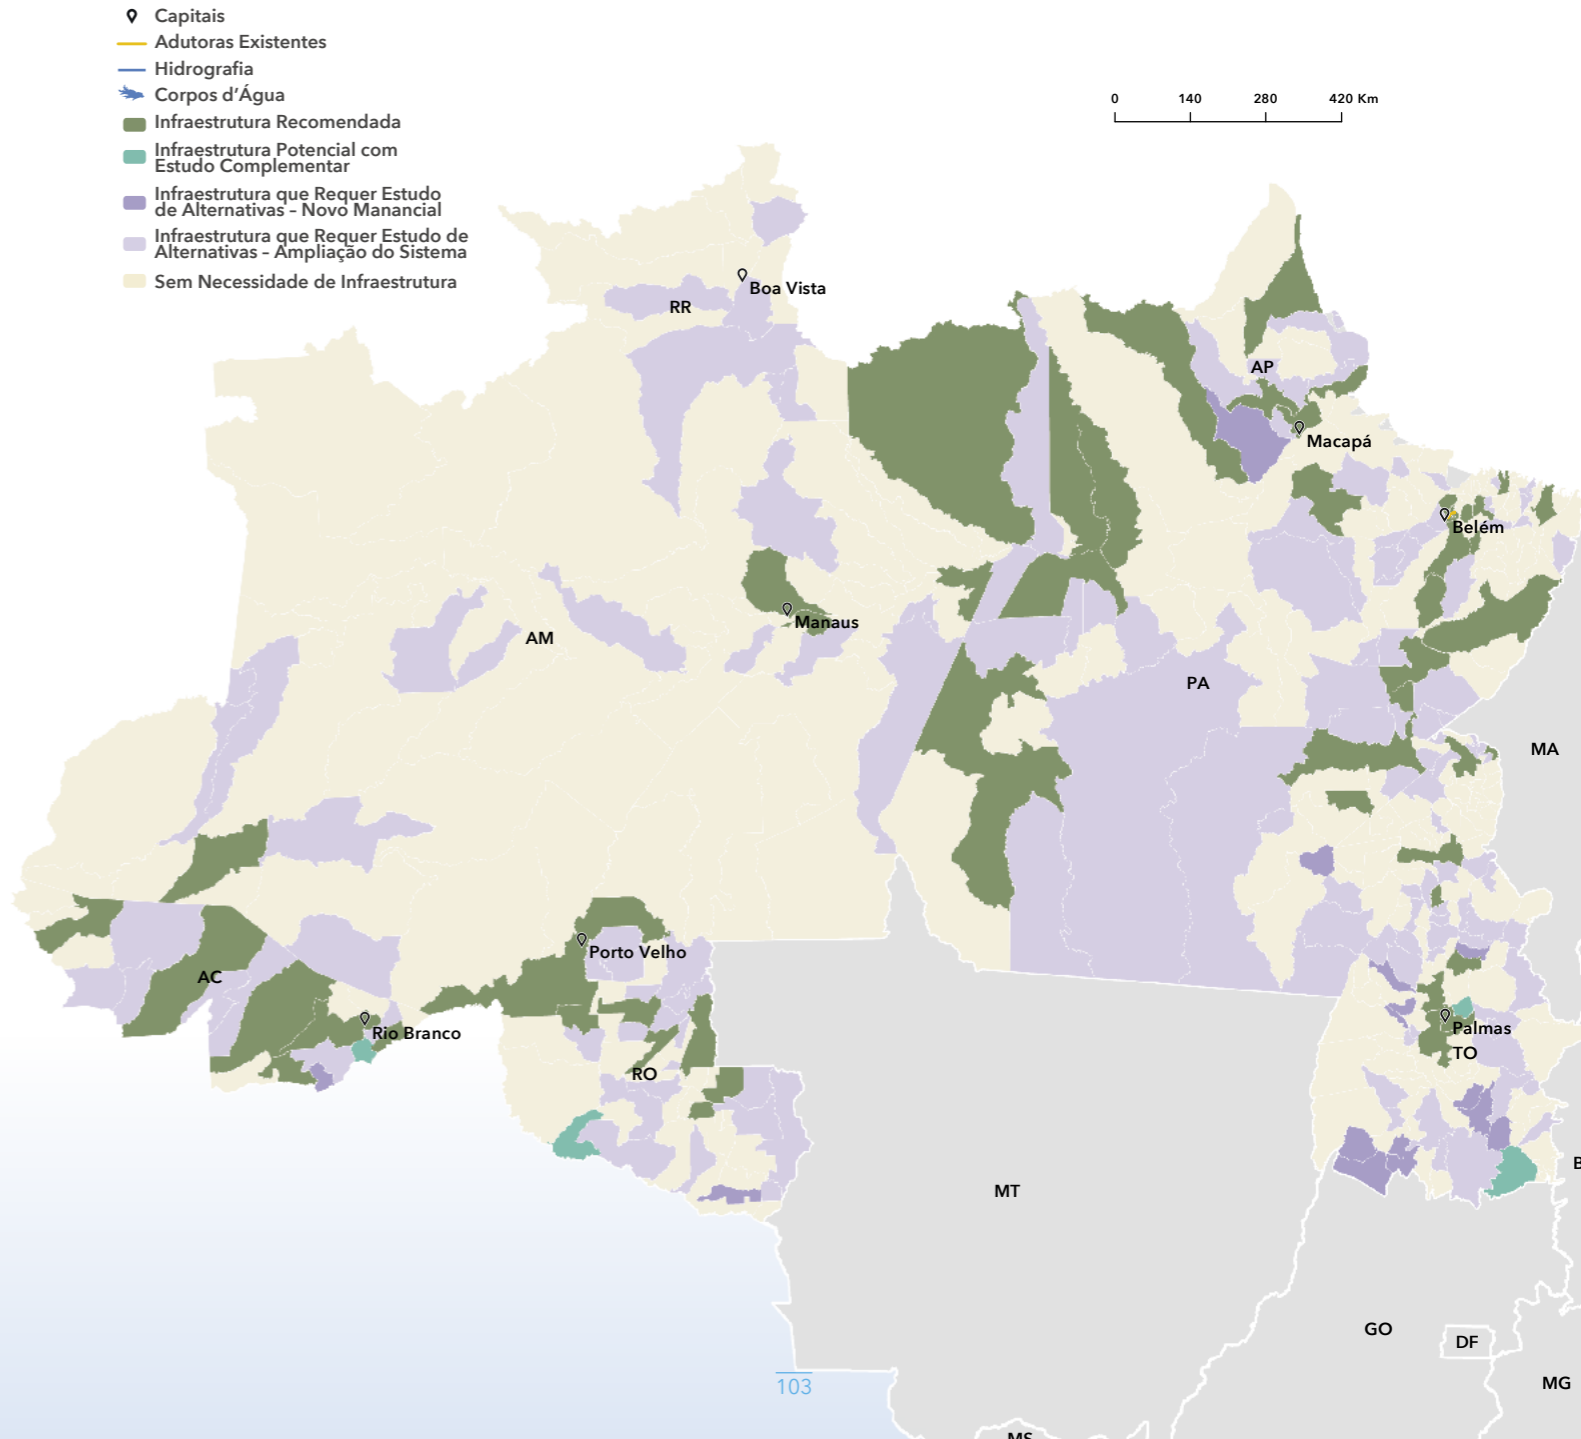 Capitais
Adutoras Existentes
Hidrografia
Corpos d'Água
Infraestrutura Recomendada
Infraestrutura Potencial com
Estudo Complementar
Infraestrutura que Requer Estudo
de Alternativas – Novo Manancial
Infraestrutura que Requer Estudo de
Alternativas – Ampliação do Sistema
Sem Necessidade de Infraestrutura
0 140 280 420 Km
Boa Vista
RR
AP
Macapá
Belém
Manaus
AM
PA
MA
Porto Velho
AC
Rio Branco
Palmas
TO
RO
MT
B
GO
DF
103
MG
MS